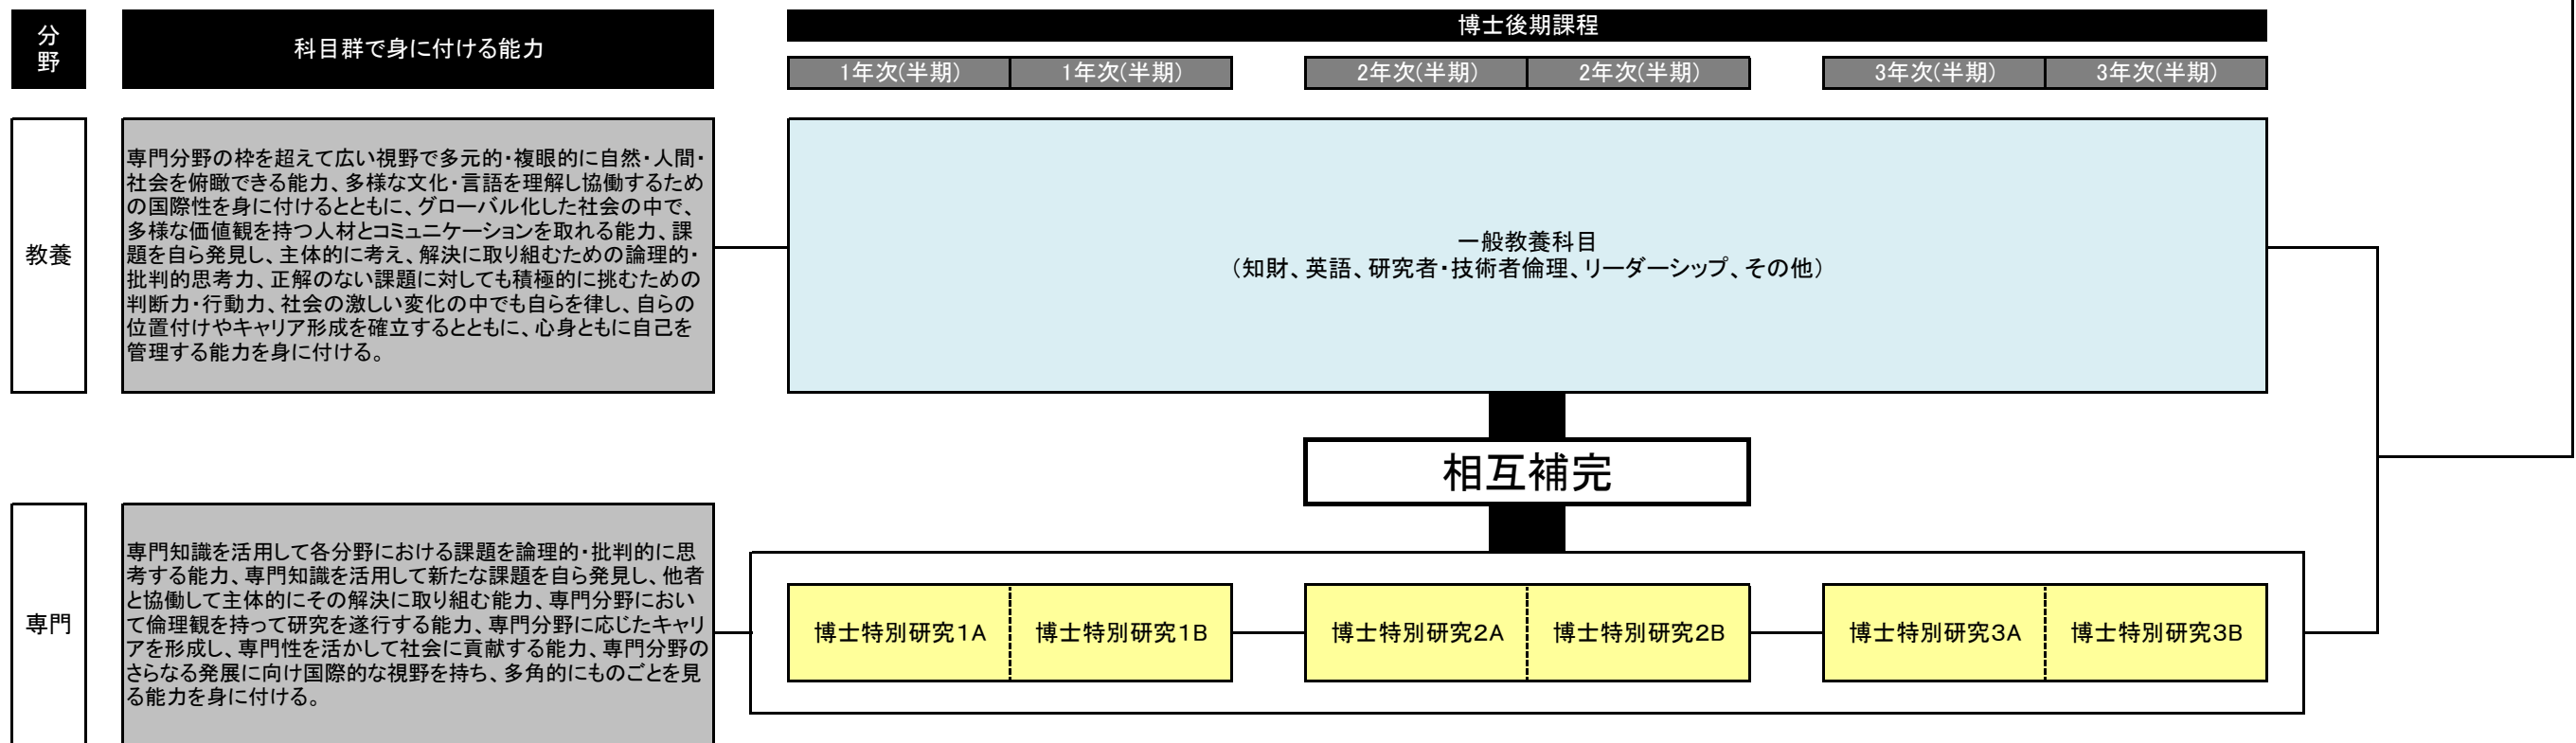 分
野
科目群で身に付ける能力
博士後期課程
1年次(半期)
1年次(半期)
2年次(半期)
2年次(半期)
3年次(半期)
3年次(半期)
教養
専門分野の枠を超えて広い視野で多元的・複眼的に自然・人間・
社会を俯瞰できる能力、多様な文化・言語を理解し協働するため
の国際性を身に付けるとともに、グローバル化した社会の中で、
多様な価値観を持つ人材とコミュニケーションを取れる能力、課
題を自ら発見し、主体的に考え、解決に取り組むための論理的・
批判的思考力、正解のない課題に対しても積極的に挑むための
判断力・行動力、社会の激しい変化の中でも自らを律し、自らの
位置付けやキャリア形成を確立するとともに、心身ともに自己を
管理する能力を身に付ける。
一般教養科目
（知財、英語、研究者・技術者倫理、リーダーシップ、その他）
相互補完
専門
専門知識を活用して各分野における課題を論理的・批判的に思
考する能力、専門知識を活用して新たな課題を自ら発見し、他者
と協働して主体的にその解決に取り組む能力、専門分野におい
て倫理観を持って研究を遂行する能力、専門分野に応じたキャリ
アを形成し、専門性を活かして社会に貢献する能力、専門分野の
さらなる発展に向け国際的な視野を持ち、多角的にものごとを見
る能力を身に付ける。
博士特別研究1A
博士特別研究1B
博士特別研究2A
博士特別研究2B
博士特別研究3A
博士特別研究3B